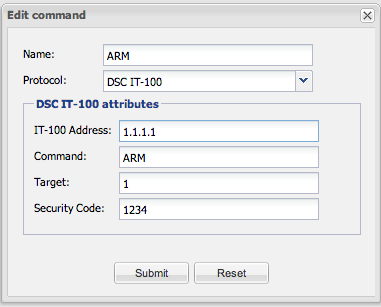 Edit command
Name: ARM
Protocol: DSC IT-100
DSC IT-100 attributes
IT-100 Address: 1.1.1.1
Command: ARM
Target: 1
Security Code: 1234
Submit Reset